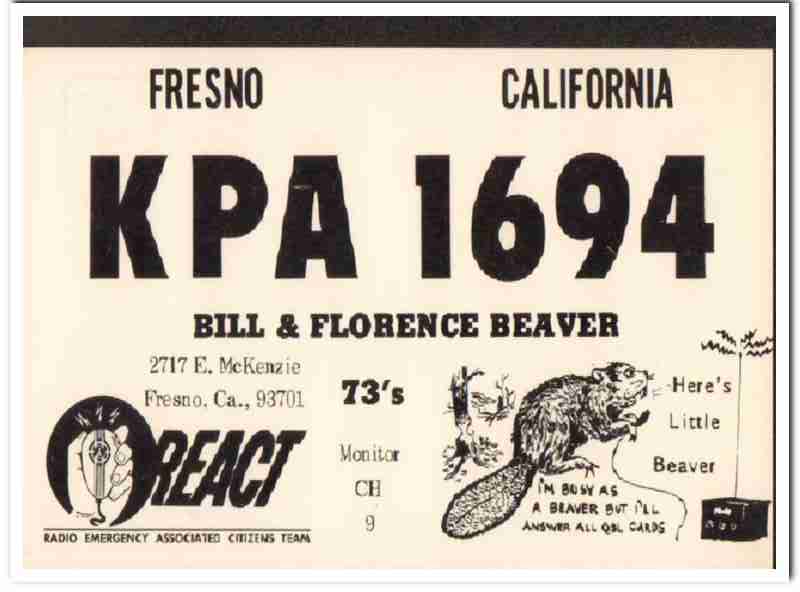 FRESNO CALIFORNIA
KPA 1694
BILL & FLORENCE BEAVER
2717 E. McKenzie
Fresno, Ca., 93701
73's
REACT
RADIO EMERGENCY ASSOCIATED CITIZENS TEAM
Monitor
CH
9
Here's
Little
Beaver
I'M BUSY AS
A BEAVER BUT I'LL
ANSWER ALL QSL CARDS